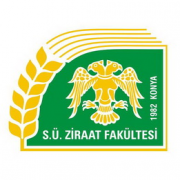 S.Ü. ZİRAAT FAKÜLTESİ
1982 KONYA